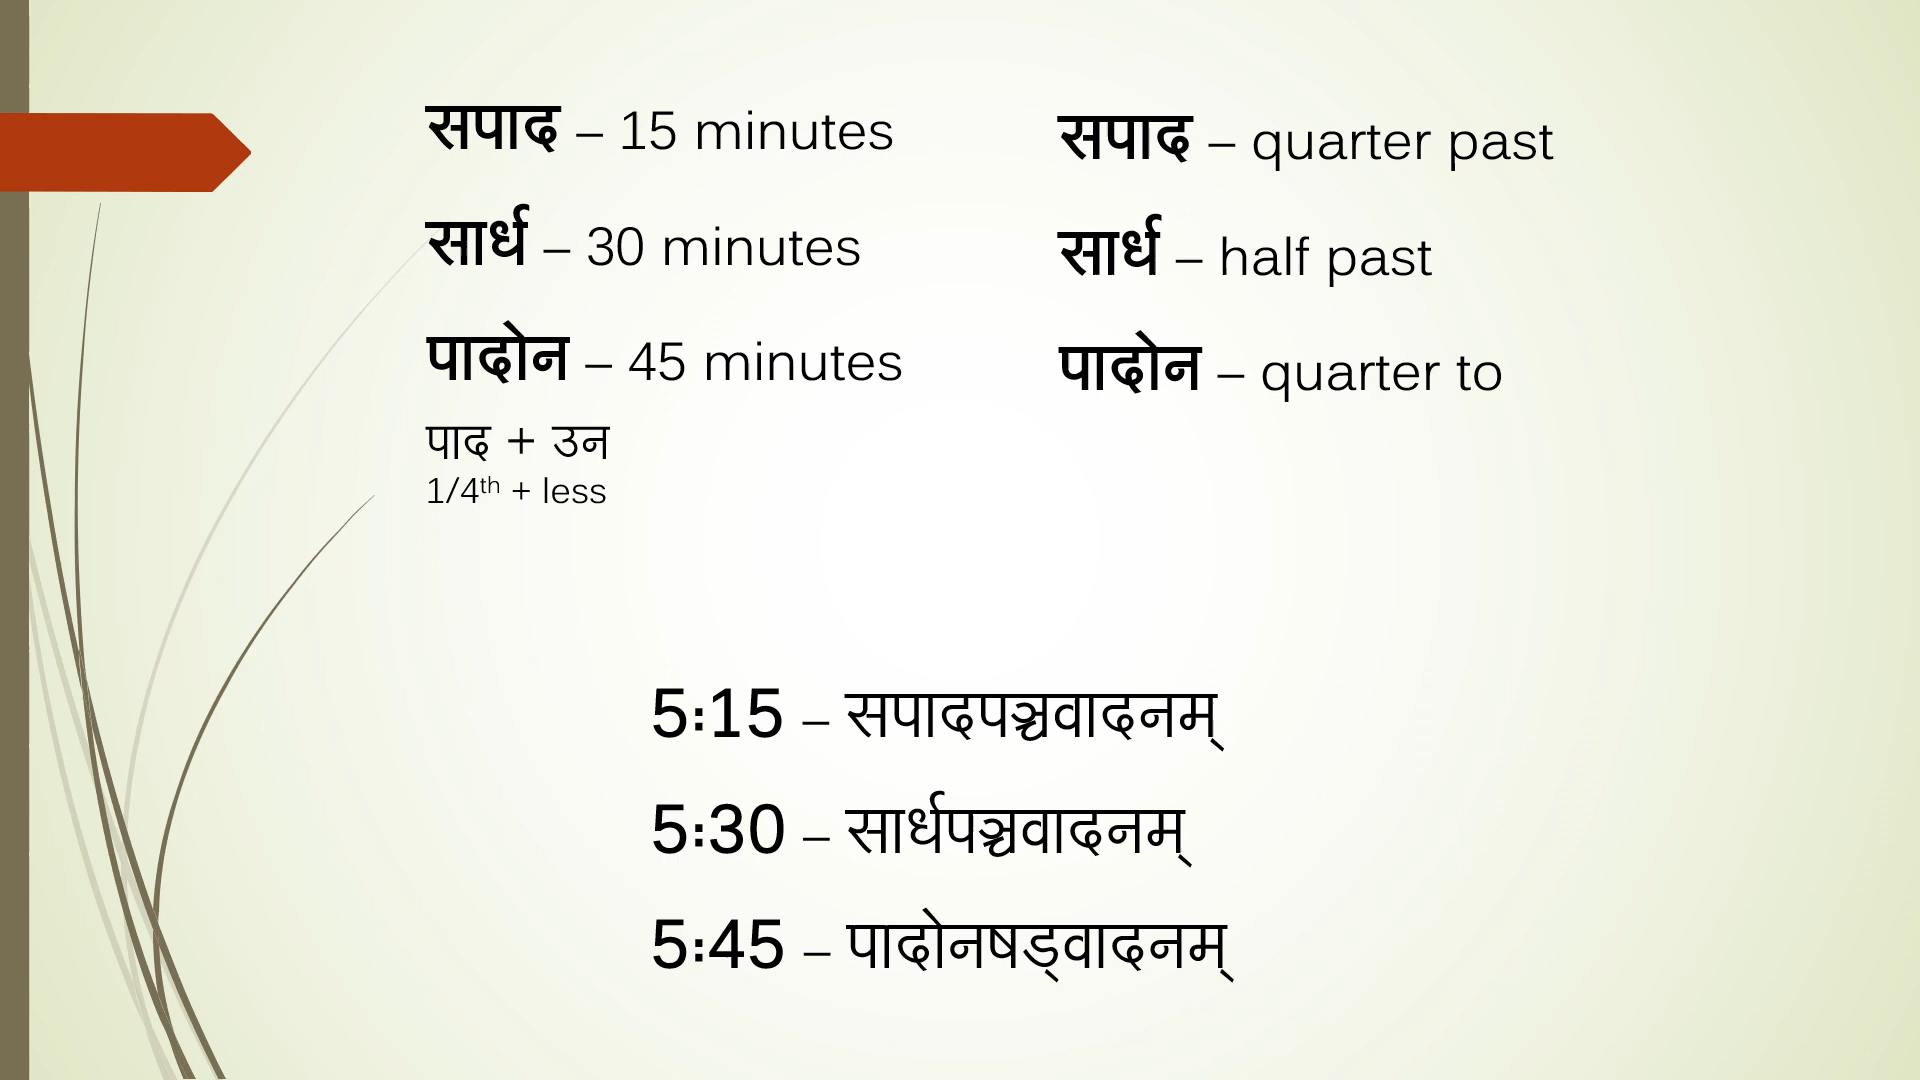 सपाद – 15 minutes
सार्ध – 30 minutes
पादोन – 45 minutes
पाद + उन
1/4th + less
सपाद – quarter past
सार्ध – half past
पादोन – quarter to
5:15 – सपादपञ्चवादनम्
5:30 – सार्धपञ्चवादनम्
5:45 – पादोनषड्वादनम्